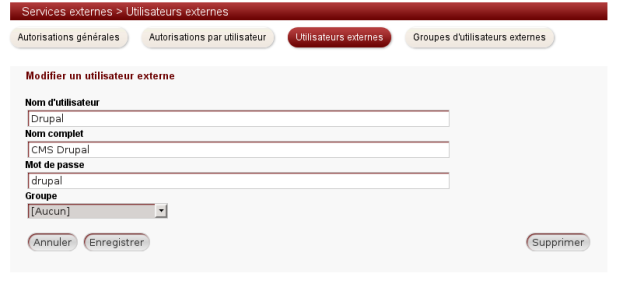 Services externes > Utilisateurs externes
Autorisations générales Autorisations par utilisateur Utilisateurs externes Groupes d'utilisateurs externes
Modifier un utilisateur externe
Nom d'utilisateur
Drupal
Nom complet
CMS Drupal
Mot de passe
drupal
Groupe
[Aucun]
Annuler Enregistrer Supprimer